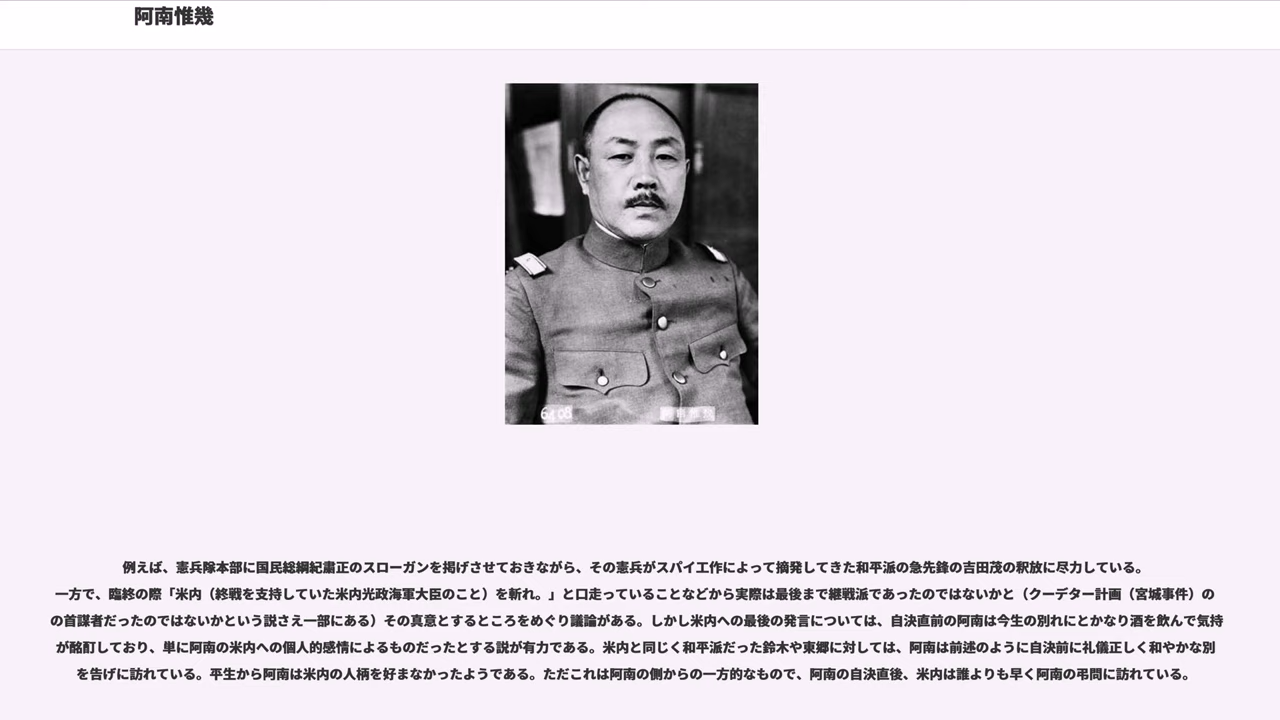 阿南惟幾
6408
例えば、憲兵隊本部に国民総綱紀粛正のスローガンを掲げさせておきながら、その憲兵がスパイ工作によって摘発してきた和平派の急先鋒の吉田茂の釈放に尽力している。
一方で、臨終の際「米内（終戦を支持していた米内光政海軍大臣のこと）を斬れ。」と口走っていることなどから実際は最後まで継戦派であったのではないかと（クーデター計画（宮城事件）の
の首謀者だったのではないかという説さえ一部にある）その真意とするところをめぐり議論がある。しかし米内への最後の発言については、自決直前の阿南は今生の別れにとかなり酒を飲んで気持
が酩酊しており、単に阿南の米内への個人的感情によるものだったとする説が有力である。米内と同じく和平派だった鈴木や東郷に対しては、阿南は前述のように自決前に礼儀正しく和やかな別
を告げに訪れている。平生から阿南は米内の人柄を好まなかったようである。ただこれは阿南の側からの一方的なもので、阿南の自決直後、米内は誰よりも早く阿南の弔問に訪れている。